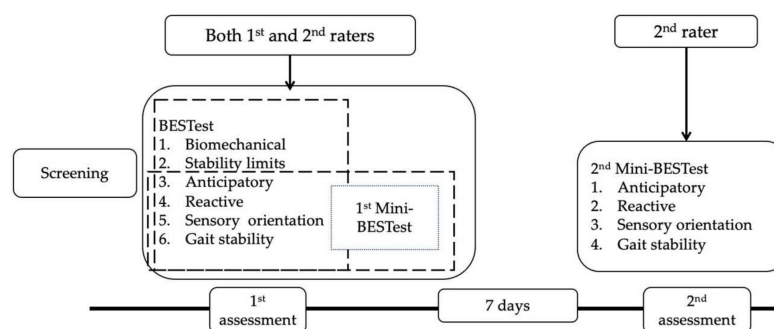 Both 1st and 2nd raters
2nd rater
Screening
BESTest
1. Biomechanical
2. Stability limits
3. Anticipatory
4. Reactive
5. Sensory orientation
6. Gait stability
1st Mini-
BESTest
2nd Mini-BESTest
1. Anticipatory
2. Reactive
3. Sensory orientation
4. Gait stability
1st
assessment
7 days
2nd
assessment